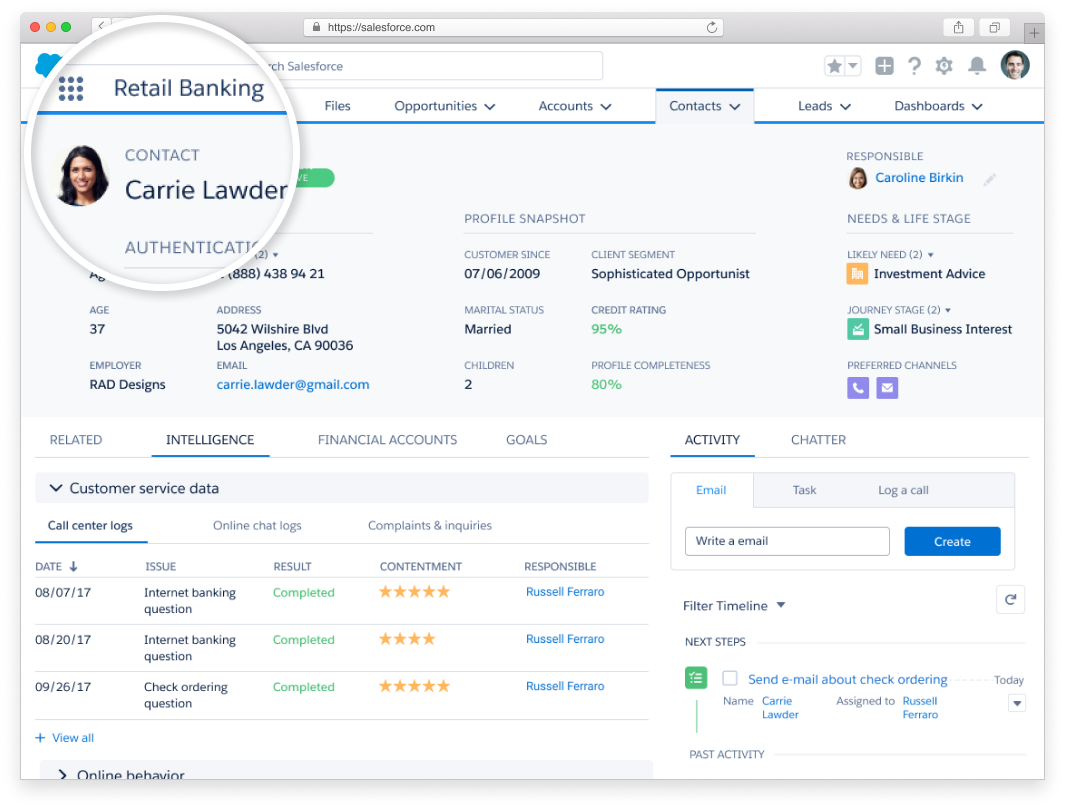 https://salesforce.com
Salesforce
Retail Banking
Files
Opportunities
Accounts
Contacts
Leads
Dashboards
CONTACT
Carrie Lawder
RESPONSIBLE
Caroline Birkin
PROFILE SNAPSHOT
NEEDS & LIFE STAGE
(2)
CUSTOMER SINCE
CLIENT SEGMENT
LIKELY NEED (2)
(888) 438 94 21
07/06/2009
Sophisticated Opportunist
Investment Advice
AGE
ADDRESS
MARITAL STATUS
CREDIT RATING
JOURNEY STAGE (2)
37
5042 Wilshire Blvd
Los Angeles, CA 90036
Married
95%
Small Business Interest
EMPLOYER
EMAIL
CHILDREN
PROFILE COMPLETENESS
PREFERRED CHANNELS
RAD Designs
carrie.lawder@gmail.com
2
80%
RELATED
INTELLIGENCE
FINANCIAL ACCOUNTS
GOALS
Customer service data
Call center logs
Online chat logs
Complaints & inquiries
DATE
ISSUE
RESULT
CONTENTMENT
RESPONSIBLE
08/07/17
Internet banking
question
Completed
Russell Ferraro
08/20/17
Internet banking
question
Completed
Russell Ferraro
09/26/17
Check ordering
question
Completed
Russell Ferraro
+ View all
Online behavior
ACTIVITY
CHATTER
Email
Task
Log a call
Write a email
Create
Filter Timeline
NEXT STEPS
Send e-mail about check ordering
Today
Name
Carrie
Lawder
Assigned to
Russell
Ferraro
PAST ACTIVITY